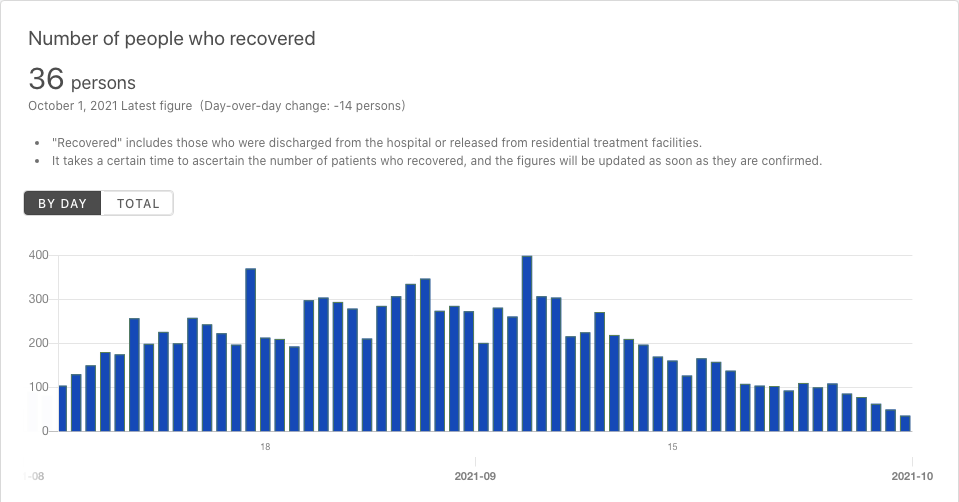 Number of people who recovered
36 persons
October 1, 2021 Latest figure (Day-over-day change: -14 persons)
• "Recovered" includes those who were discharged from the hospital or released from residential treatment facilities.
• It takes a certain time to ascertain the number of patients who recovered, and the figures will be updated as soon as they are confirmed.
BY DAY TOTAL
400
300
200
100
0
18 15
-08 2021-09 2021-10